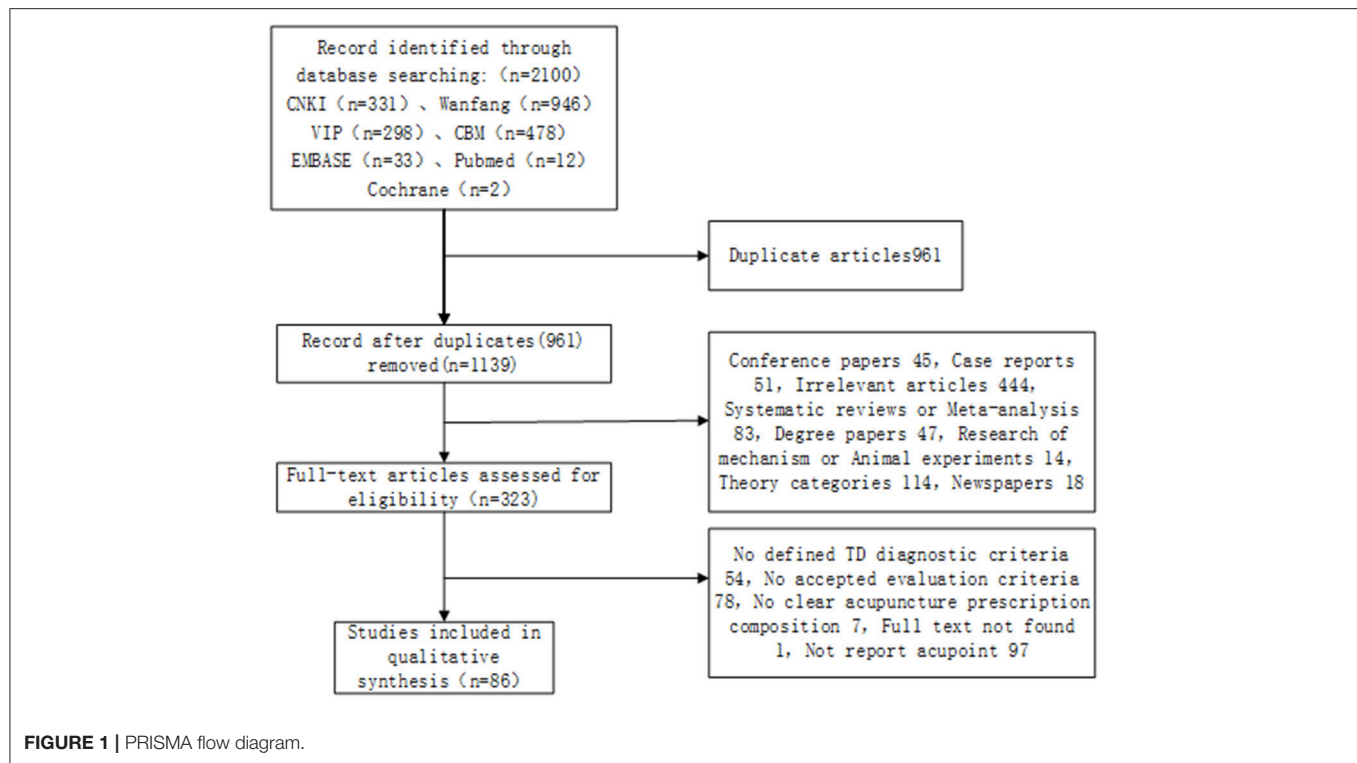 Record identified through
database searching: (n=2100)
CNKI (n=331) 、Wanfang (n=946)
VIP (n=298) 、CBM (n=478)
EMBASE (n=33) 、Pubmed (n=12)
Cochrane (n=2)
Duplicate articles961
Record after duplicates(961)
removed(n=1139)
Conference papers 45, Case reports
51, Irrelevant articles 444,
Systematic reviews or Meta-analysis
83, Degree papers 47, Research of
mechanism or Animal experiments 14,
Theory categories 114, Newspapers 18
Full-text articles assessed for
eligibility (n=323)
No defined TD diagnostic criteria
54, No accepted evaluation criteria
78, No clear acupuncture prescription
composition 7, Full text not found
1, Not report acupoint 97
Studies included in
qualitative
synthesis (n=86)
FIGURE 1 | PRISMA flow diagram.